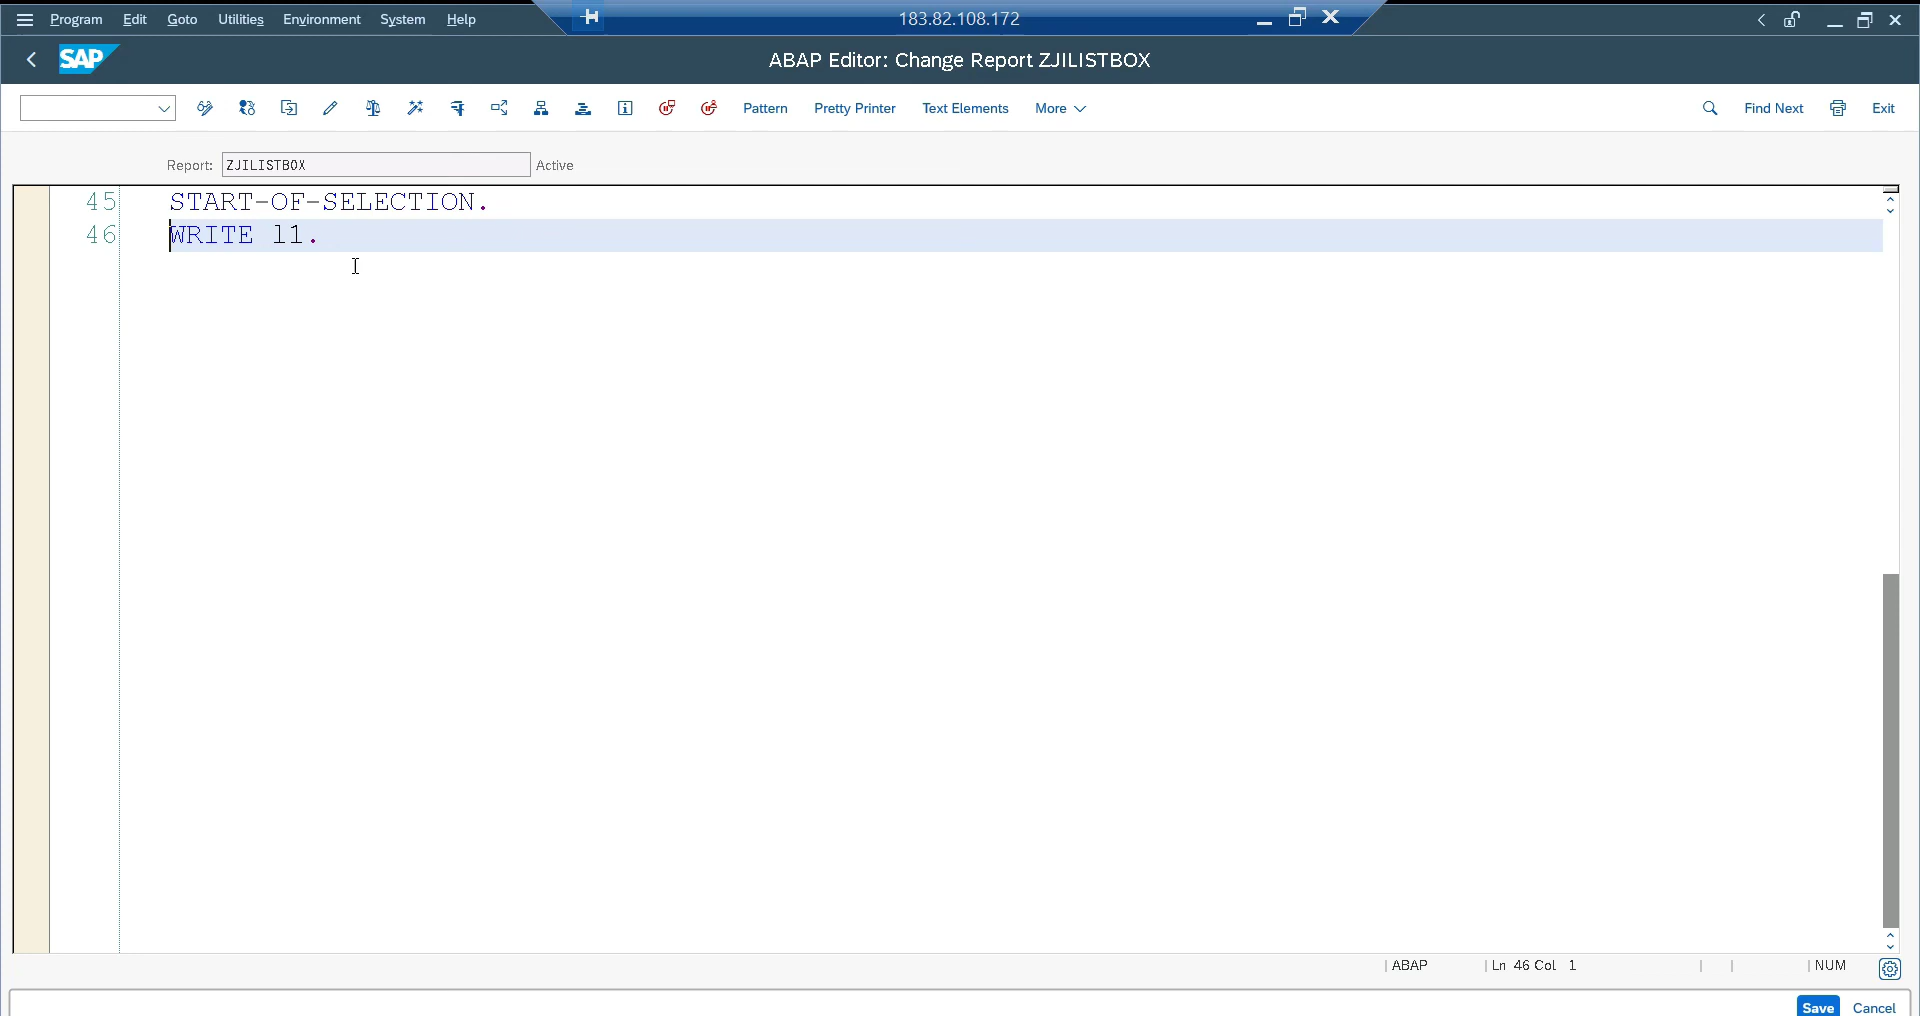 Program Edit Goto Utilities Environment System Help 183.82.108.172
SAP ABAP Editor: Change Report ZJILISTBOX
Pattern Pretty Printer Text Elements More Find Next Exit
Report: ZJILISTBOX Active
45 START-OF-SELECTION.
46 WRITE l1.
ABAP Ln 46 Col 1 NUM
Save Cancel